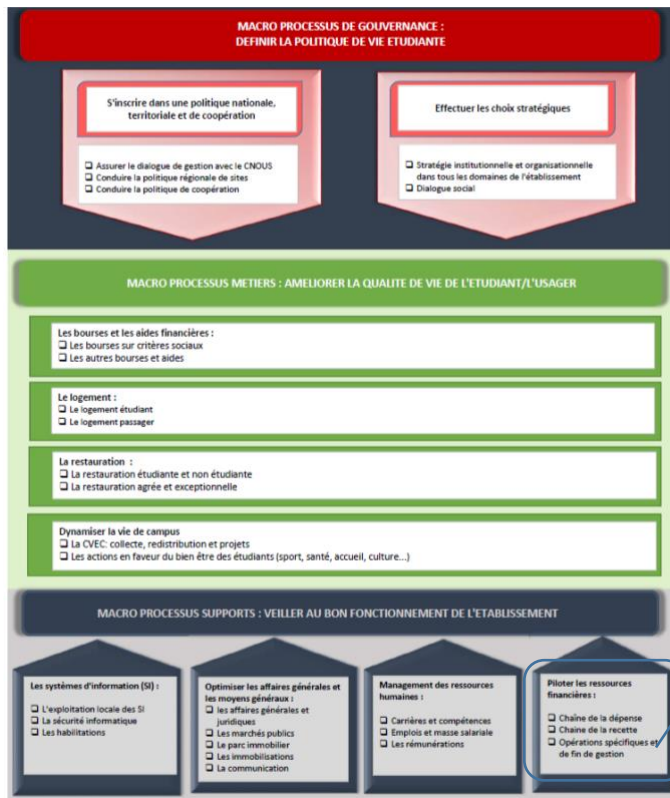 MACRO PROCESSUS DE GOUVERNANCE :
DEFINIR LA POLITIQUE DE VIE ETUDIANTE
S'inscrire dans une politique nationale,
territoriale et de coopération
❑ Assurer le dialogue de gestion avec le CNOUS
❑ Conduire la politique régionale de sites
❑ Conduire la politique de coopération
Effectuer les choix stratégiques
❑ Stratégie institutionnelle et organisationnelle
dans tous les domaines de l'établissement
❑ Dialogue social
MACRO PROCESSUS METIERS : AMELIORER LA QUALITE DE VIE DE L'ETUDIANT/L'USAGER
Les bourses et les aides financières :
❑ Les bourses sur critères sociaux
❑ Les autres bourses et aides
Le logement :
❑ Le logement étudiant
❑ Le logement passager
La restauration :
❑ La restauration étudiante et non étudiante
❑ La restauration agrée et exceptionnelle
Dynamiser la vie de campus
❑ La CVEC: collecte, redistribution et projets
❑ Les actions en faveur du bien être des étudiants (sport, santé, accueil, culture...)
MACRO PROCESSUS SUPPORTS : VEILLER AU BON FONCTIONNEMENT DE L'ETABLISSEMENT
Les systèmes d'information (SI) :
❑ L'exploitation locale des SI
❑ La sécurité informatique
❑ Les habilitations
Optimiser les affaires générales et
les moyens généraux :
❑ les affaires générales et
juridiques
❑ Les marchés publics
❑ Le parc immobilier
❑ Les immobilisations
❑ La communication
Management des ressources
humaines :
❑ Carrières et compétences
❑ Emplois et masse salariale
❑ Les rémunérations
Piloter les ressources
financières :
❑ Chaîne de la dépense
❑ Chaine de la recette
❑ Opérations spécifiques et
de fin de gestion